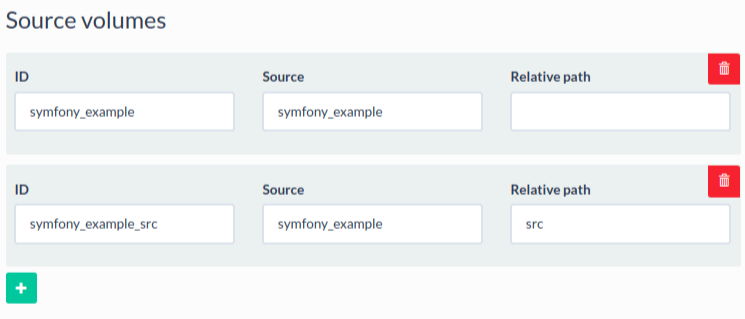 Source volumes
ID Source Relative path
symfony_example symfony_example
ID Source Relative path
symfony_example_src symfony_example src